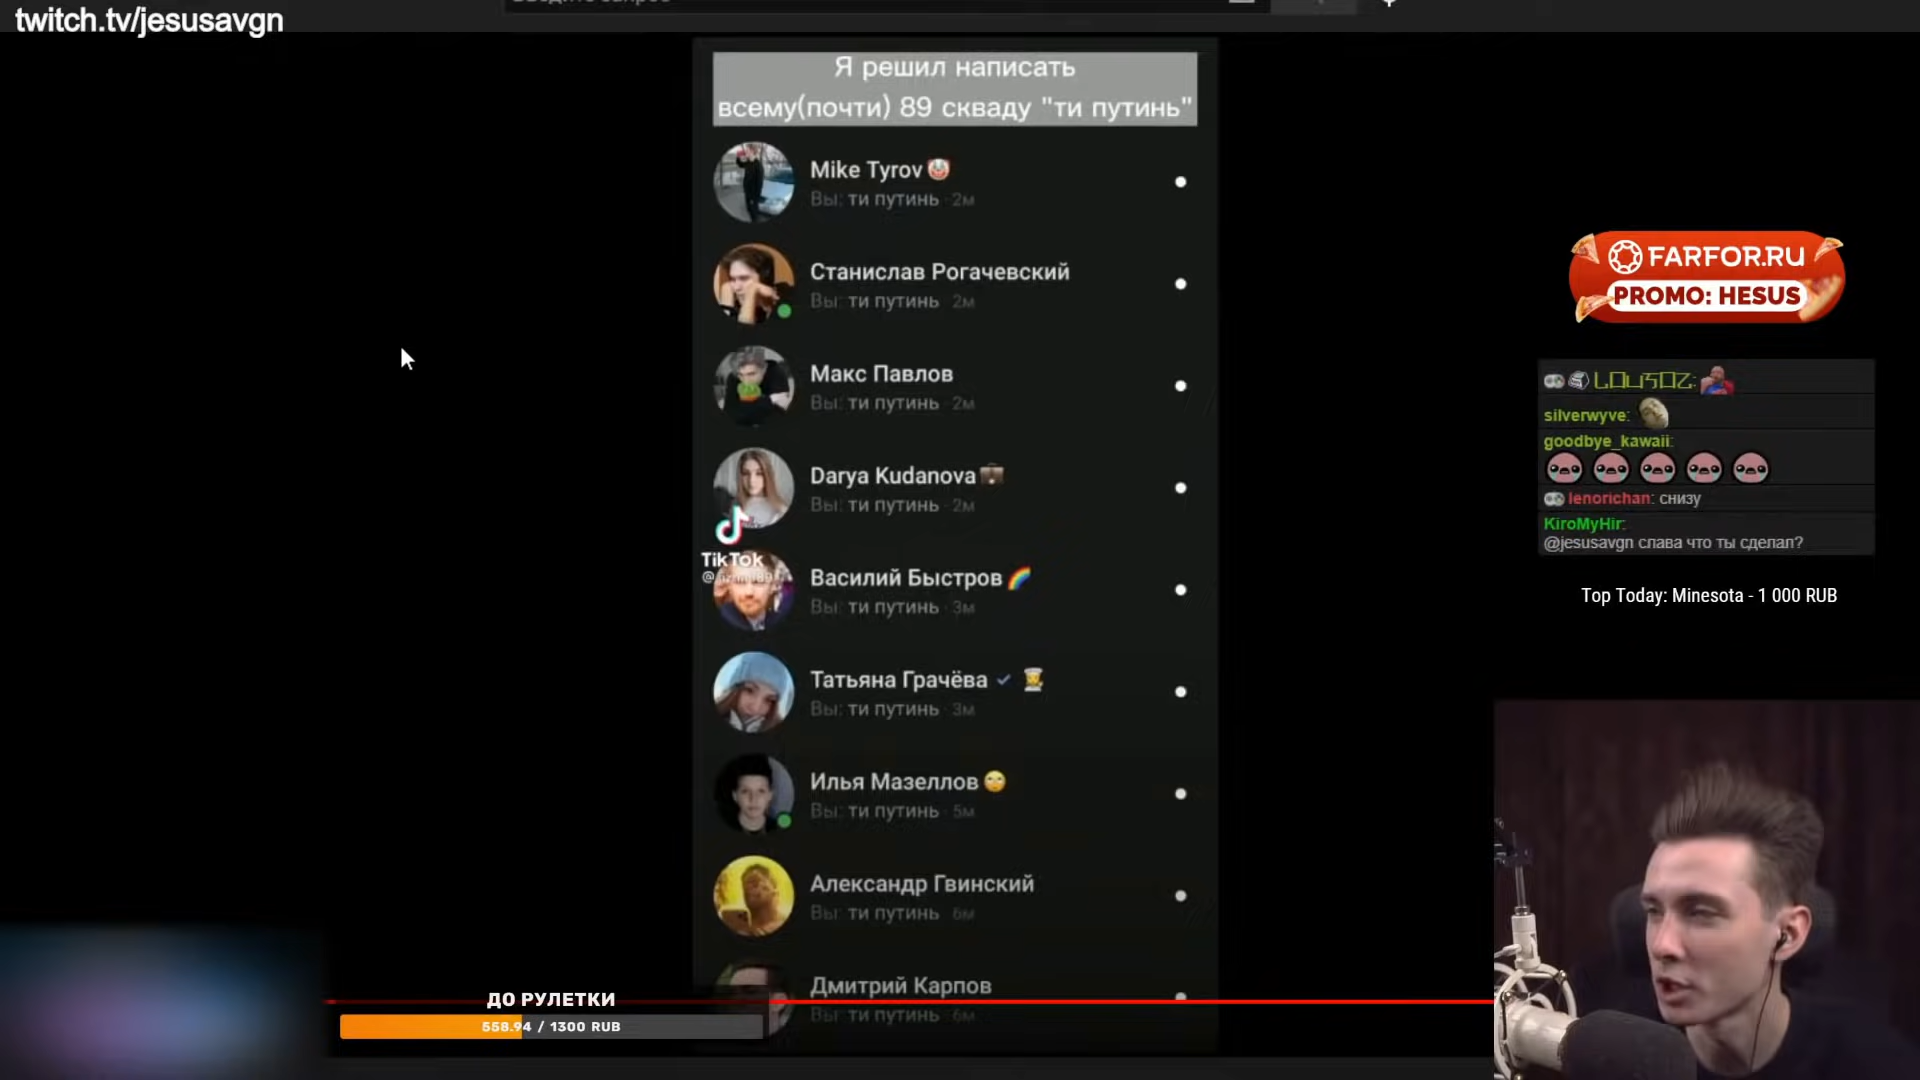 twitch.tv/jesusavgn
Я решил написать
всему(почти) 89 скваду "ти путинь"
Mike Tyrov
Вы: ти путинь · 2м
Станислав Рогачевский
Вы: ти путинь · 2м
Макс Павлов
Вы: ти путинь · 2м
Darya Kudanova
Вы: ти путинь · 2м
TikTok
Василий Быстров
Вы: ти путинь · 3м
Татьяна Грачёва
Вы: ти путинь · 3м
Илья Мазеллов
Вы: ти путинь · 5м
Александр Гвинский
Вы: ти путинь · 6м
Дмитрий Карпов
Вы: ти путинь · 6м
FARFOR.RU
PROMO: HESUS
silverwyve:
goodbye_kawaii:
lenorichan: снизу
KiroMyHir:
@jesusavgn слава что ты сделал?
Top Today: Minesota - 1 000 RUB
ДО РУЛЕТКИ
558.94 / 1300 RUB